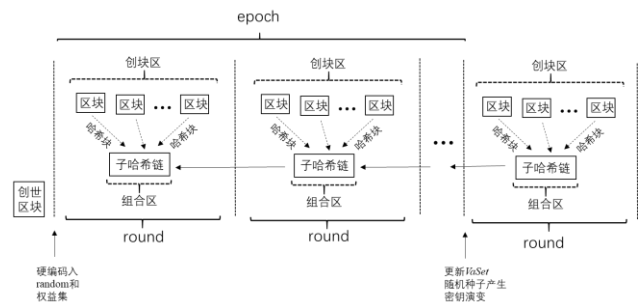 epoch
创块区
创块区
创块区
区块 区块 ••• 区块
区块 区块 ••• 区块
区块 区块 ••• 区块
哈希块 哈希块
哈希块 哈希块
哈希块 哈希块
•••
子哈希链
子哈希链
子哈希链
组合区
组合区
组合区
创世
区块
round
round
round
硬编码入
random和
权益集
更新VaSet
随机种子产生
密钥演变